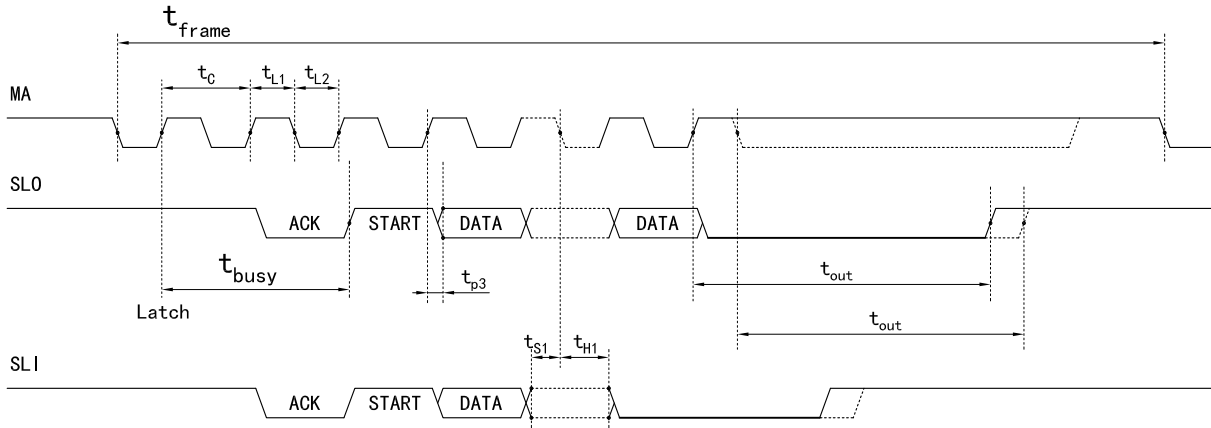 tframe
tC tL1 tL2
MA
SLO
ACK START DATA DATA
tbusy
tp3
tout
Latch
tout
tS1 tH1
SLI
ACK START DATA